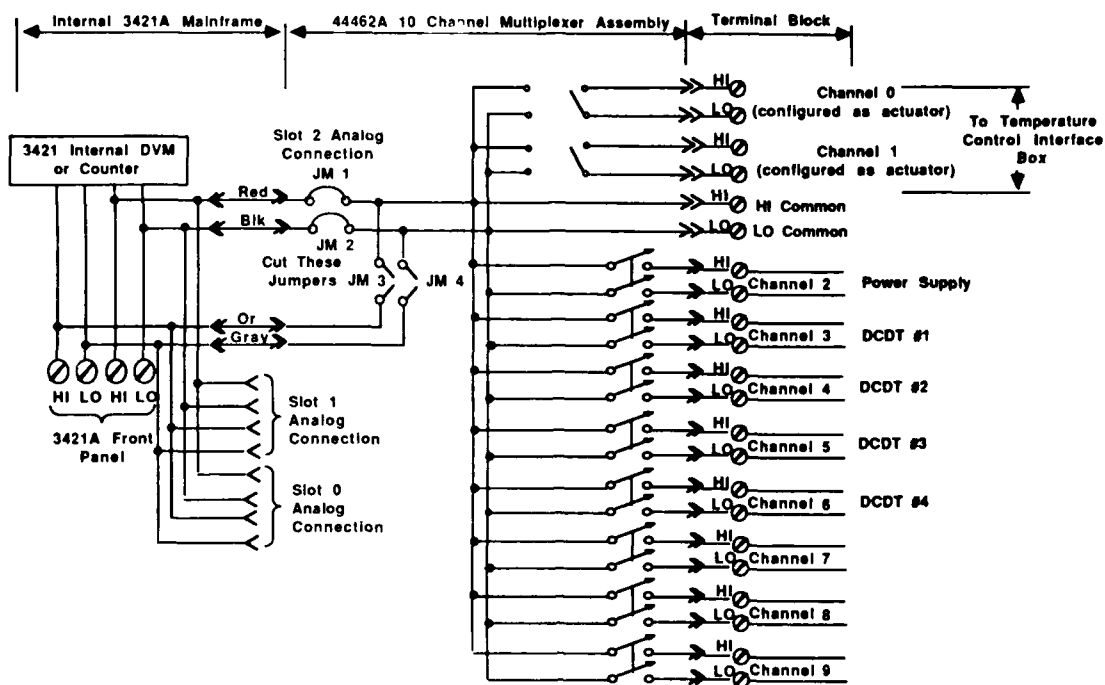 Internal 3421A Mainframe
44462A 10 Channel Multiplexer Assembly
Terminal Block
3421 Internal DVM
or Counter
Slot 2 Analog
Connection
JM 1
Red
Blk
JM 2
Cut These
Jumpers
JM 3
JM 4
Or
Gray
HI LO HI LO
3421A Front
Panel
Slot 1
Analog
Connection
Slot 0
Analog
Connection
HI
LO
Channel 0
(configured as actuator)
HI
LO
Channel 1
(configured as actuator)
To Temperature
Control Interface
Box
HI
HI Common
LO
LO Common
HI
LO
Channel 2
Power Supply
HI
LO
Channel 3
DCDT #1
HI
LO
Channel 4
DCDT #2
HI
LO
Channel 5
DCDT #3
HI
LO
Channel 6
DCDT #4
HI
LO
Channel 7
HI
LO
Channel 8
HI
LO
Channel 9